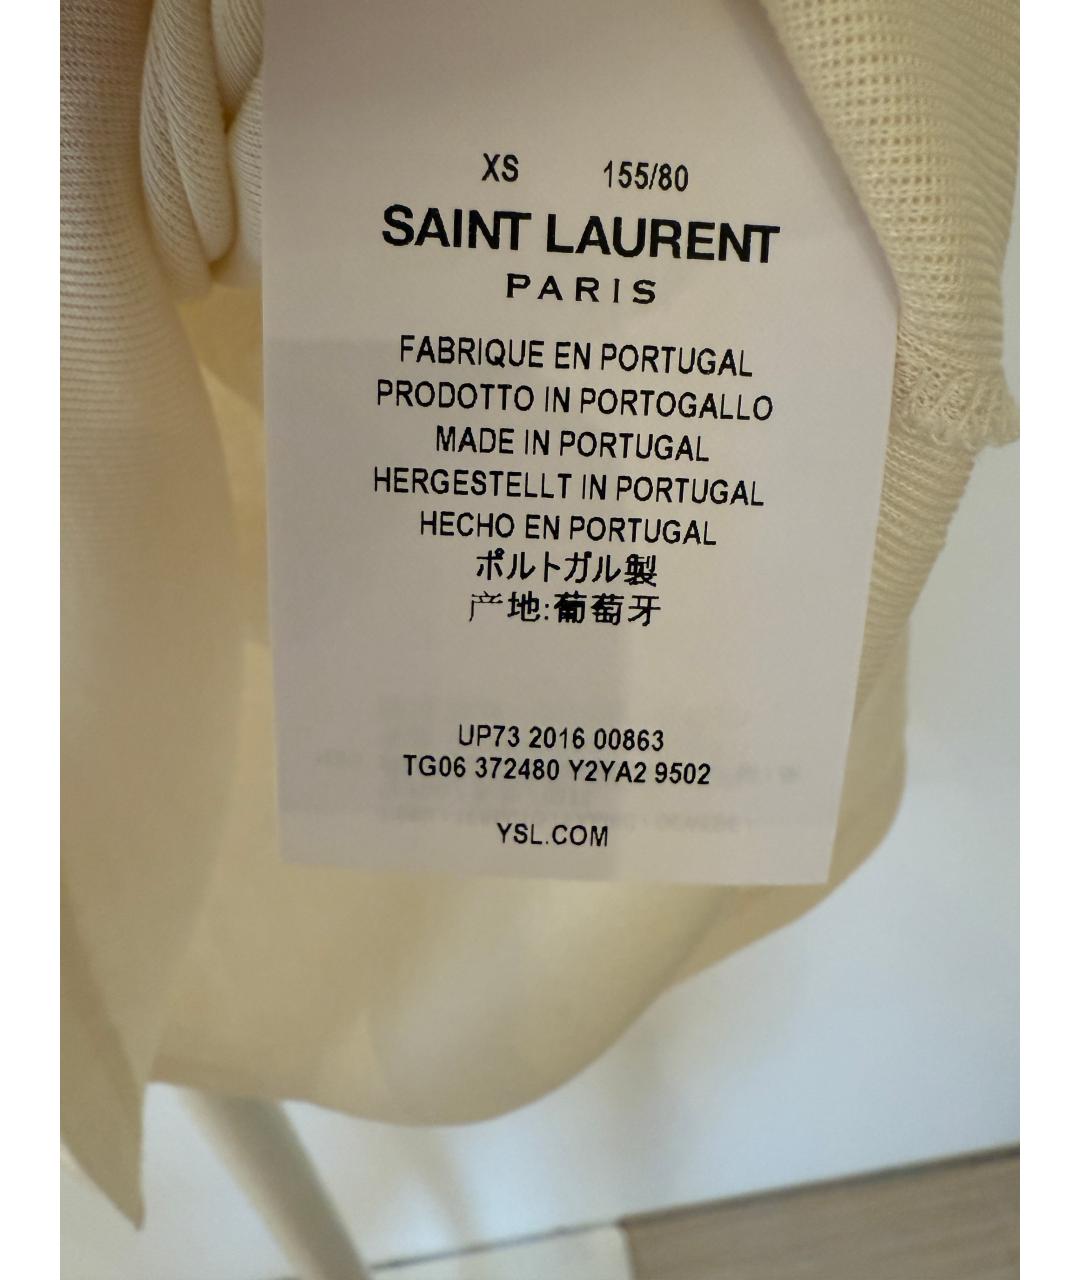 XS 155/80
SAINT LAURENT
PARIS
FABRIQUE EN PORTUGAL
PRODOTTO IN PORTOGALLO
MADE IN PORTUGAL
HERGESTELLT IN PORTUGAL
HECHO EN PORTUGAL
ポルトガル製
产地:葡萄牙
UP73 2016 00863
TG06 372480 Y2YA2 9502
YSL.COM